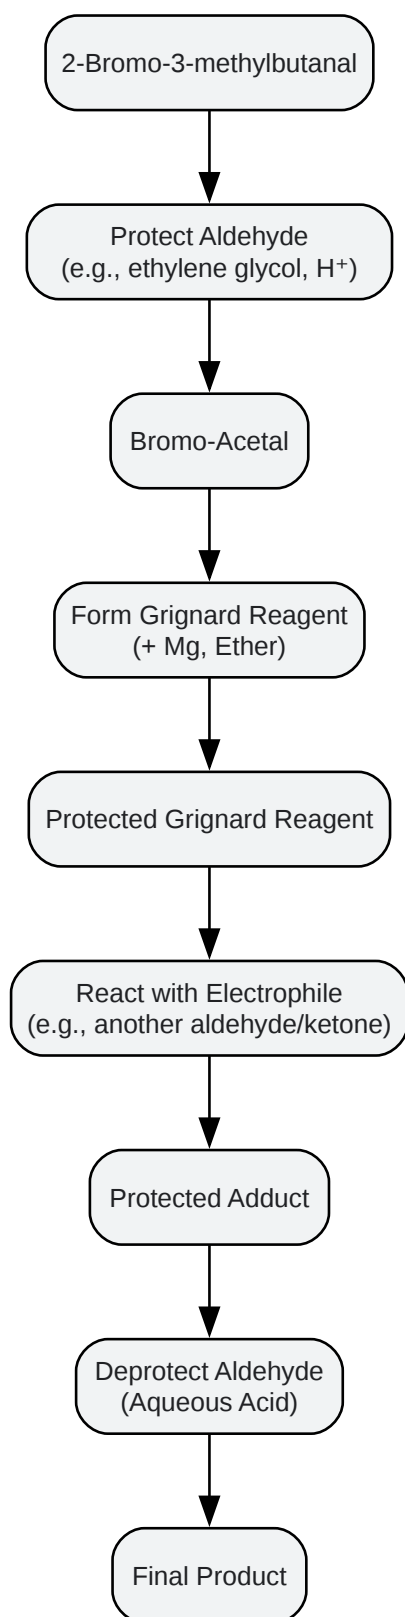 2-Bromo-3-methylbutanal
Protect Aldehyde
(e.g., ethylene glycol, H⁺)
Bromo-Acetal
Form Grignard Reagent
(+ Mg, Ether)
Protected Grignard Reagent
React with Electrophile
(e.g., another aldehyde/ketone)
Protected Adduct
Deprotect Aldehyde
(Aqueous Acid)
Final Product